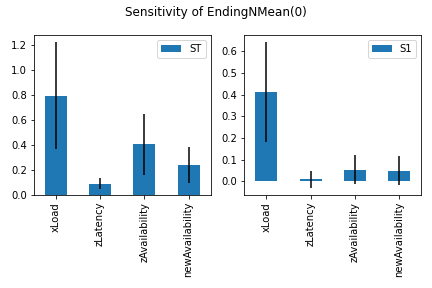 Sensitivity of EndingNMean(0)
ST
1.2
1.0
0.8
0.6
0.4
0.2
0.0
xLoad
zLatency
zAvailability
newAvailability
S1
0.6
0.5
0.4
0.3
0.2
0.1
0.0
xLoad
zLatency
zAvailability
newAvailability